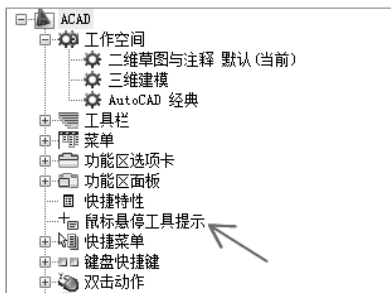 ACAD
工作空间
二维草图与注释 默认(当前)
三维建模
AutoCAD 经典
工具栏
菜单
功能区选项卡
功能区面板
快捷特性
鼠标悬停工具提示
快捷菜单
键盘快捷键
双击动作